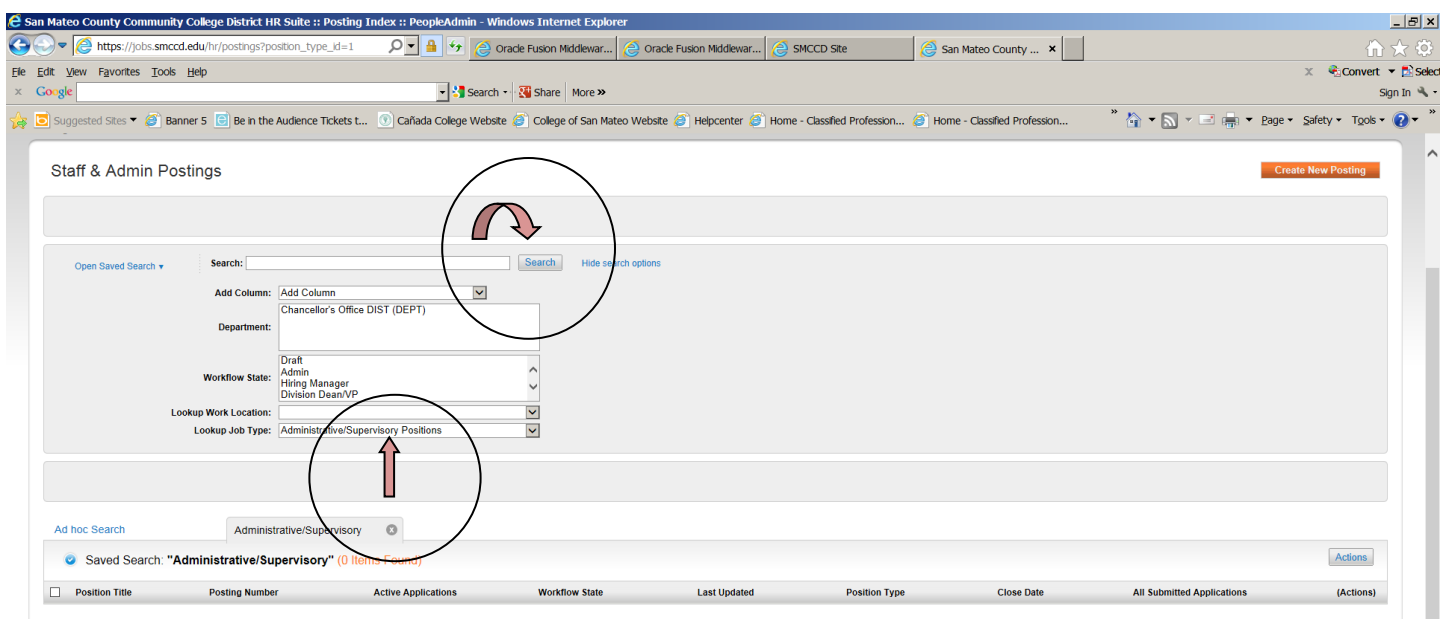 San Mateo County Community College District HR Suite :: Posting Index :: PeopleAdmin - Windows Internet Explorer
https://jobs.smccd.edu/hr/postings?position_type_id=1
Oracle Fusion Middlewar...
Oracle Fusion Middlewar...
SMCCD Site
San Mateo County ...
File Edit View Favorites Tools Help
Convert Select
Google Search Share More »
Sign In
Suggested Sites Banner 5 Be in the Audience Tickets t... Cañada College Website College of San Mateo Website Helpcenter Home - Classified Profession... Home - Classified Profession... » Page Safety Tools »
Staff & Admin Postings
Create New Posting
Open Saved Search Search: Search Hide search options
Add Column: Add Column
Department: Chancellor's Office DIST (DEPT)
Workflow State: Draft
Admin
Hiring Manager
Division Dean/VP
Lookup Work Location:
Lookup Job Type: Administrative/Supervisory Positions
Ad hoc Search Administrative/Supervisory
Saved Search: "Administrative/Supervisory" (0 Items Found)
Actions
Position Title Posting Number Active Applications Workflow State Last Updated Position Type Close Date All Submitted Applications (Actions)